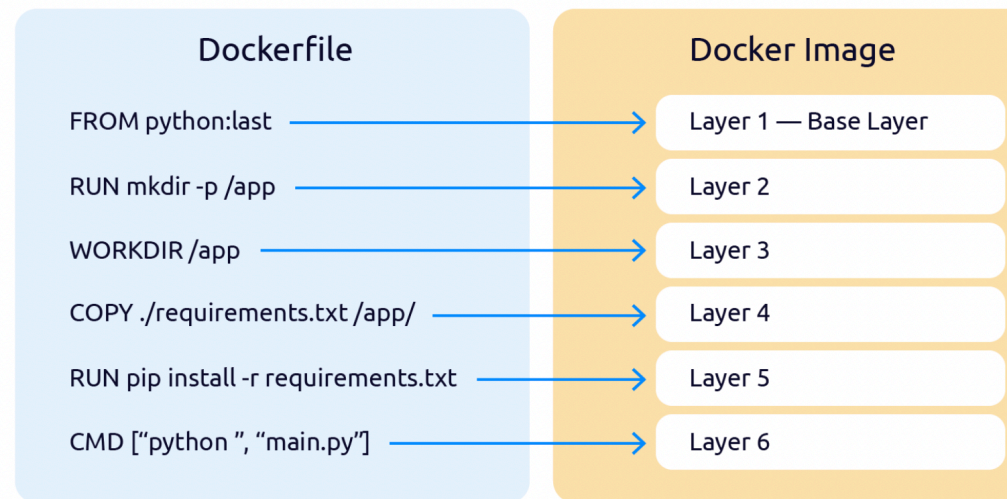 Dockerfile
FROM python:last
RUN mkdir -p /app
WORKDIR /app
COPY ./requirements.txt /app/
RUN pip install -r requirements.txt
CMD [“python ”, “main.py”]
Docker Image
Layer 1 — Base Layer
Layer 2
Layer 3
Layer 4
Layer 5
Layer 6